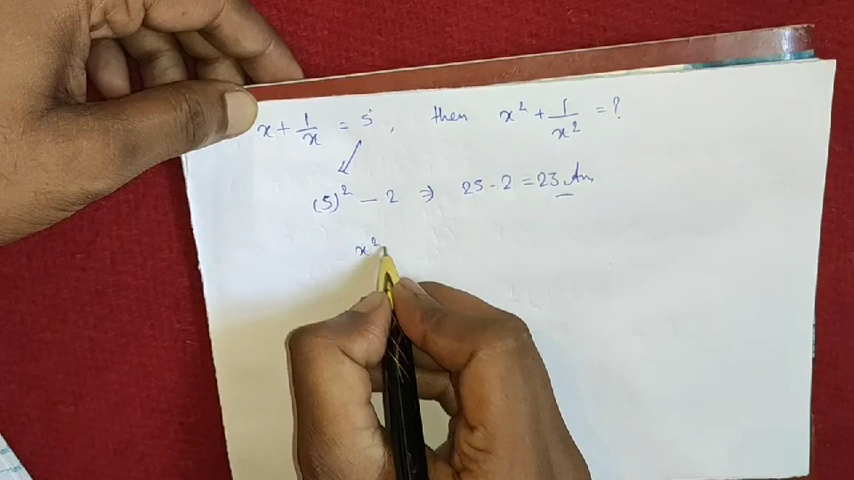 x + 1/x = 5, then x² + 1/x² = ?
(5)² - 2 ⇒ 25 - 2 = 23 Ans
x²